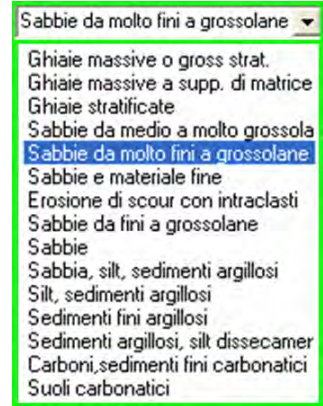 Sabbie da molto fini a grossolane
Ghiaie massive o gross strat.
Ghiaie massive a supp. di matrice
Ghiaie stratificate
Sabbie da medio a molto grossola
Sabbie da molto fini a grossolane
Sabbie e materiale fine
Erosione di scour con intraclasti
Sabbie da fini a grossolane
Sabbie
Sabbia, silt, sedimenti argillosi
Silt, sedimenti argillosi
Sedimenti fini argillosi
Sedimenti argillosi, silt dissecamer
Carboni,sedimenti fini carbonatici
Suoli carbonatici